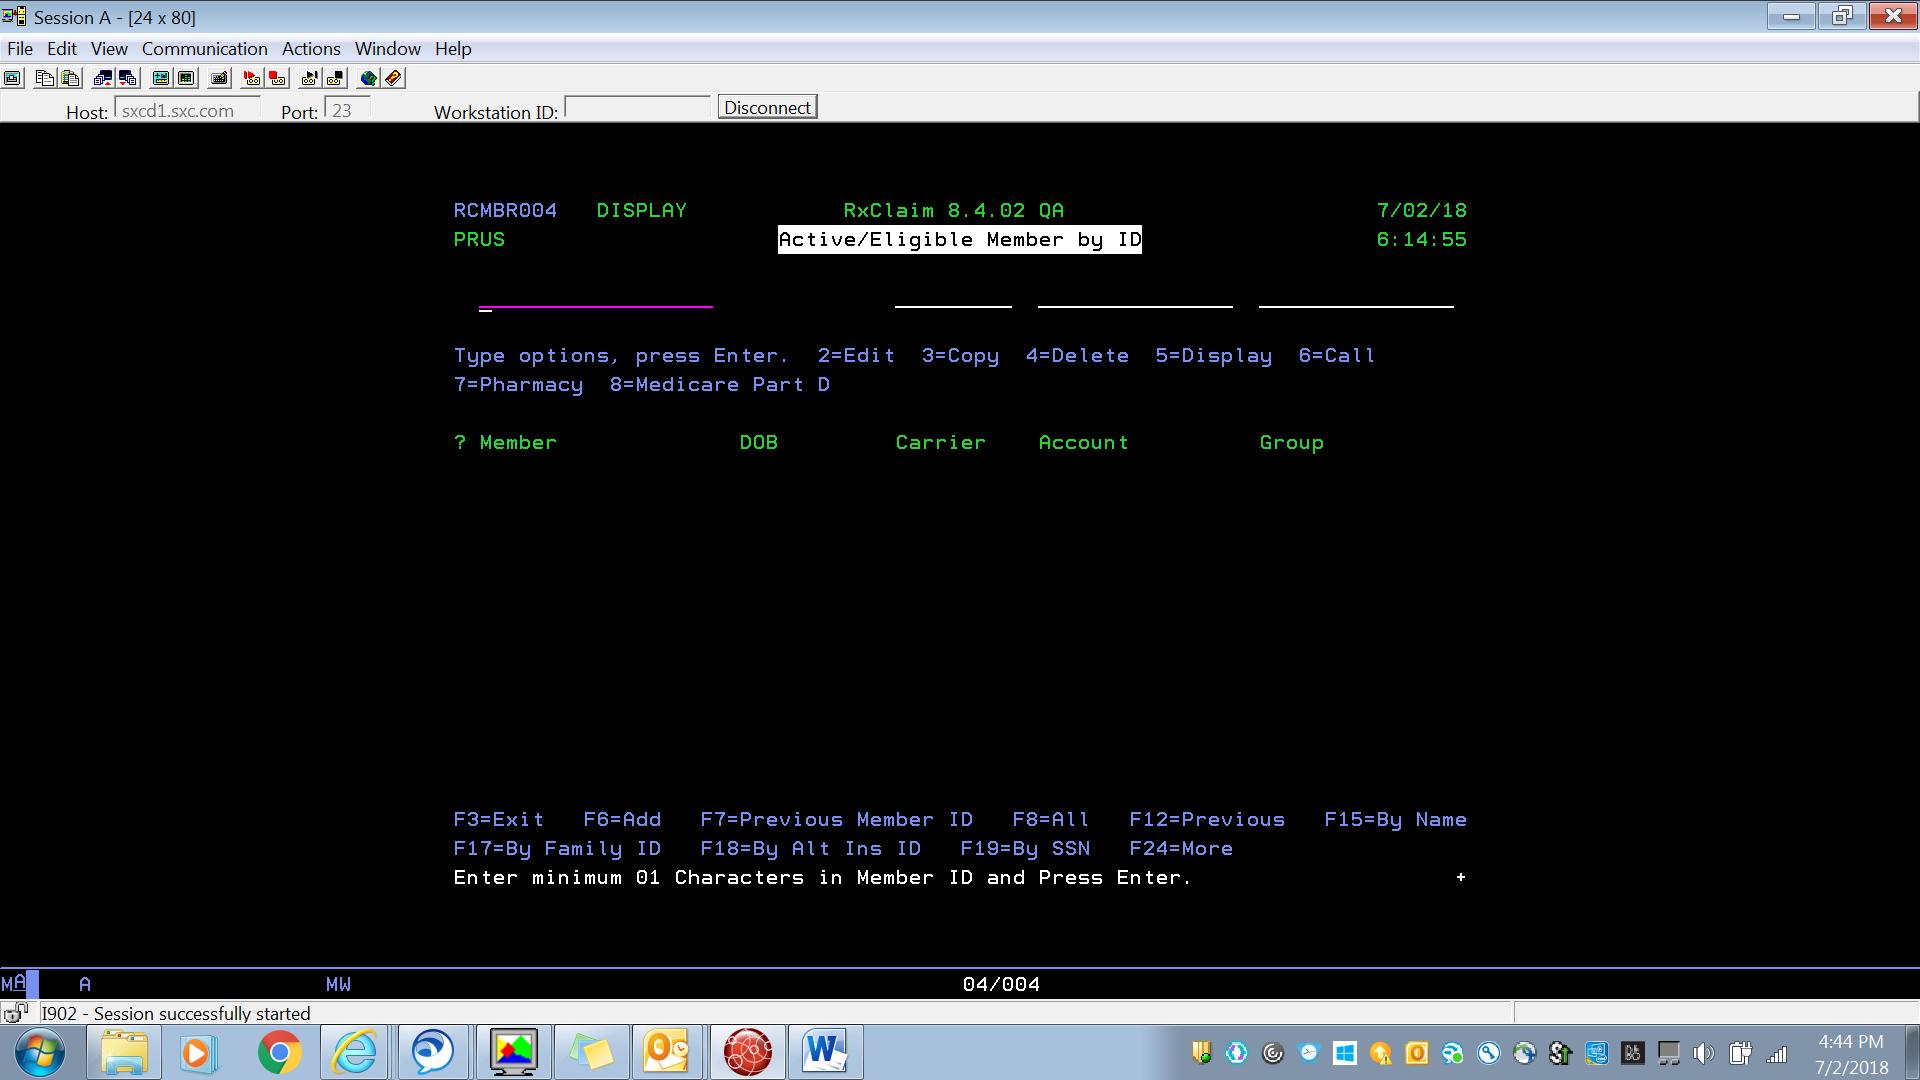 Session A - [24 x 80]
File Edit View Communication Actions Window Help
Host: sxcd1.sxc.com Port: 23 Workstation ID: Disconnect
RCMBR004 DISPLAY RxClaim 8.4.02 QA 7/02/18
PRUS Active/Eligible Member by ID 6:14:55
Type options, press Enter. 2=Edit 3=Copy 4=Delete 5=Display 6=Call
7=Pharmacy 8=Medicare Part D
? Member DOB Carrier Account Group
F3=Exit F6=Add F7=Previous Member ID F8=All F12=Previous F15=By Name
F17=By Family ID F18=By Alt Ins ID F19=By SSN F24=More
Enter minimum 01 Characters in Member ID and Press Enter. +
MA A MW 04/004
I902 - Session successfully started
4:44 PM
7/2/2018